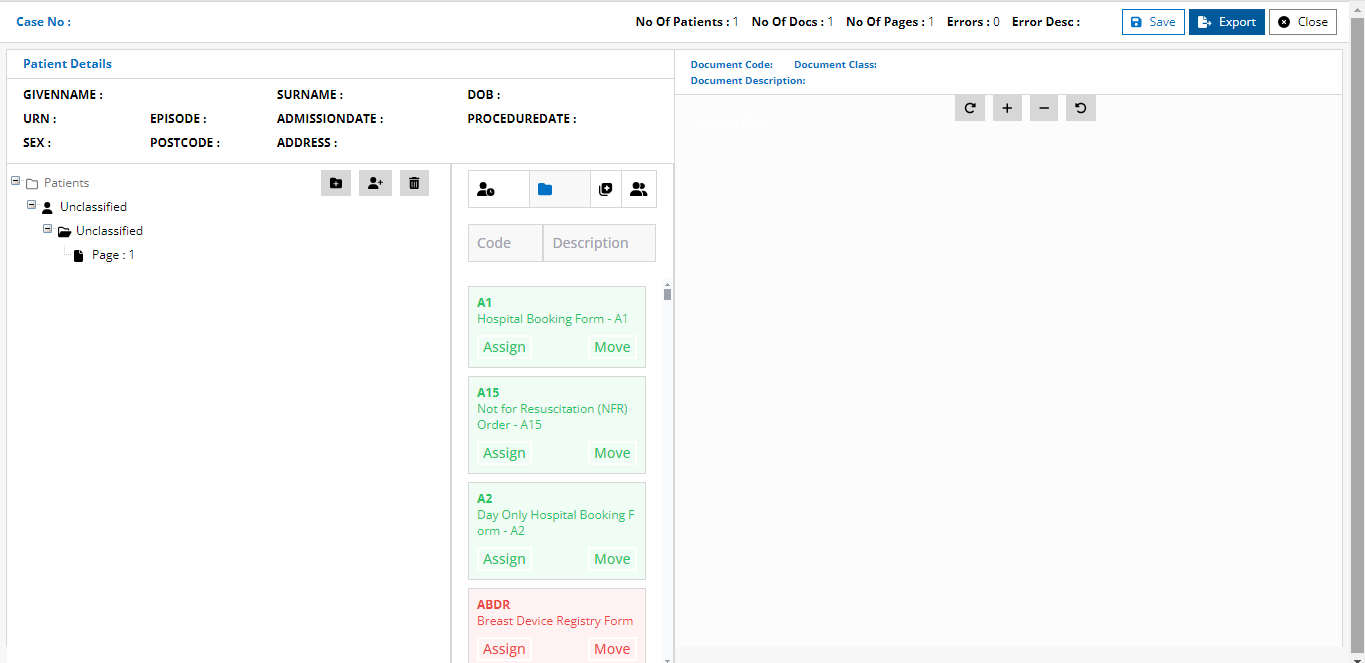 Case No :
No Of Patients : 1 No Of Docs : 1 No Of Pages : 1 Errors : 0 Error Desc :
Save
Export
Close
Patient Details
GIVENNAME : SURNAME : DOB :
URN : EPISODE : ADMISSIONDATE : PROCEDUREDATE :
SEX : POSTCODE : ADDRESS :
Document Code: Document Class:
Document Description:
Patients
Unclassified
Unclassified
Page : 1
Code Description
A1
Hospital Booking Form - A1
Assign Move
A15
Not for Resuscitation (NFR)
Order - A15
Assign Move
A2
Day Only Hospital Booking F
orm - A2
Assign Move
ABDR
Breast Device Registry Form
Assign Move